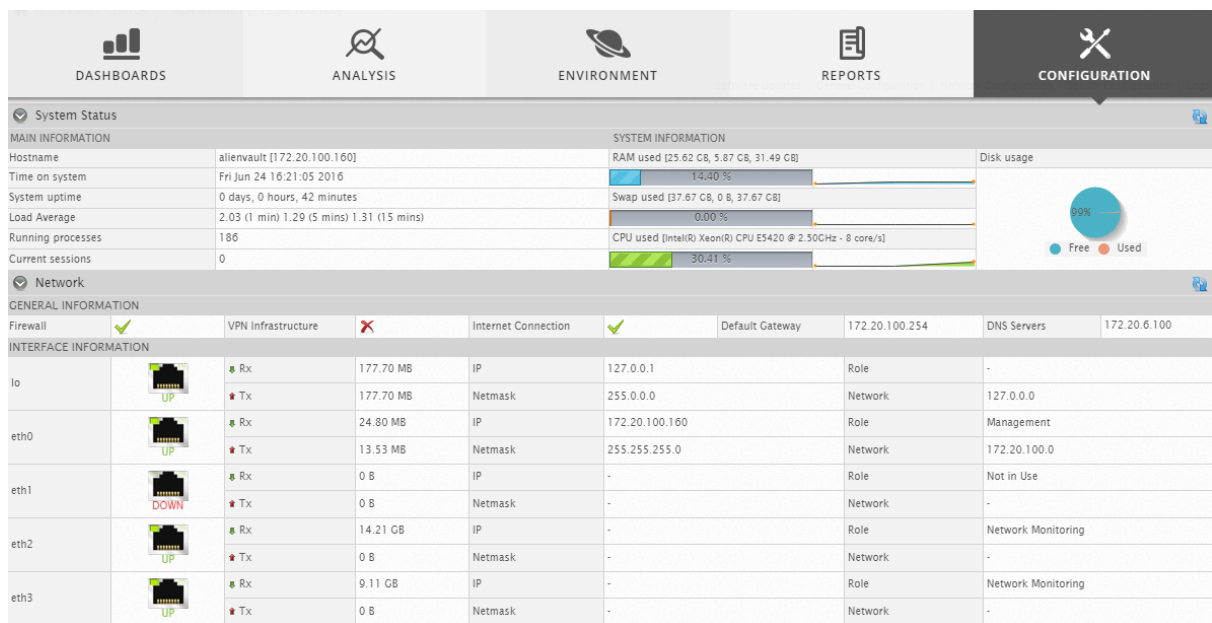 DASHBOARDS ANALYSIS ENVIRONMENT REPORTS CONFIGURATION
System Status
MAIN INFORMATION SYSTEM INFORMATION
Hostname alienvault [172.20.100.160] RAM used [25.62 GB, 5.87 GB, 31.49 GB] Disk usage
Time on system Fri Jun 24 16:21:05 2016 14.40 %
System uptime 0 days, 0 hours, 42 minutes Swap used [37.67 GB, 0 B, 37.67 GB]
Load Average 2.03 (1 min) 1.29 (5 mins) 1.31 (15 mins) 0.00 % 99%
Running processes 186 CPU used [Intel(R) Xeon(R) CPU E5420 @ 2.50GHz - 8 core/s]
Free Used
Current sessions 0 30.41 %
Network
GENERAL INFORMATION
Firewall VPN Infrastructure Internet Connection Default Gateway 172.20.100.254 DNS Servers 172.20.6.100
INTERFACE INFORMATION
lo UP Rx 177.70 MB IP 127.0.0.1 Role -
Tx 177.70 MB Netmask 255.0.0.0 Network 127.0.0.0
eth0 UP Rx 24.80 MB IP 172.20.100.160 Role Management
Tx 13.53 MB Netmask 255.255.255.0 Network 172.20.100.0
eth1 DOWN Rx 0 B IP - Role Not in Use
Tx 0 B Netmask - Network -
eth2 UP Rx 14.21 GB IP - Role Network Monitoring
Tx 0 B Netmask - Network -
eth3 UP Rx 9.11 GB IP - Role Network Monitoring
Tx 0 B Netmask - Network -